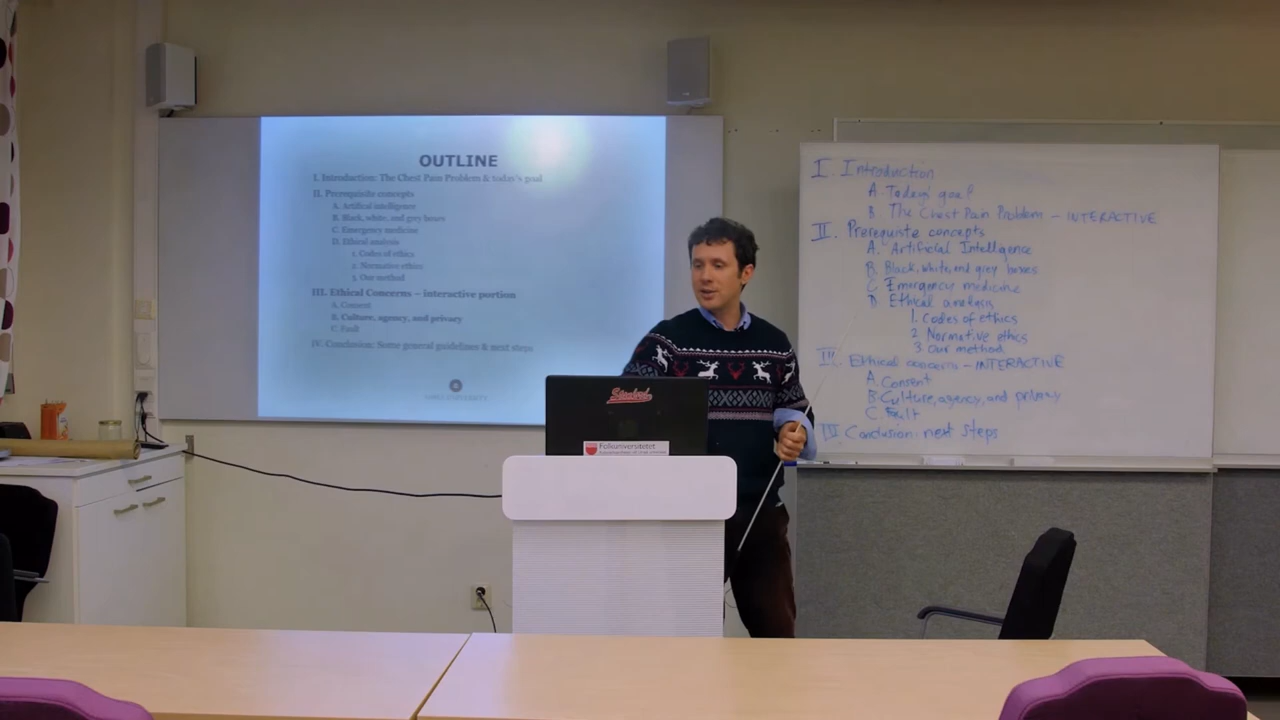 OUTLINE
I. Introduction: The Chest Pain Problem & today's goal
II. Prerequisite concepts
A. Artifical intelligence
B. Black, white, and grey boxes
C. Emergency medicine
D. Ethical analysis
1. Codes of ethics
2. Normative ethics
3. Our method
III. Ethical Concerns – interactive portion
A. Consent
B. Culture, agency, and privacy
C. Fault
IV. Conclusion: Some general guidelines & next steps
UNIVERSITY
I. Introduction
A. Today's goal
B. The Chest Pain Problem – INTERACTIVE
II. Prerequiste concepts
A. Artificial Intelligence
B. Black, white, and grey boxes
C. Emergency medicine
D. Ethical analysis
1. Codes of ethics
2. Normative ethics
3. Our method
III. Ethical concerns – INTERACTIVE
A. Consent
B. Culture, agency, and privacy
C. Fault
IV. Conclusion: next steps
Folkuniversitetet